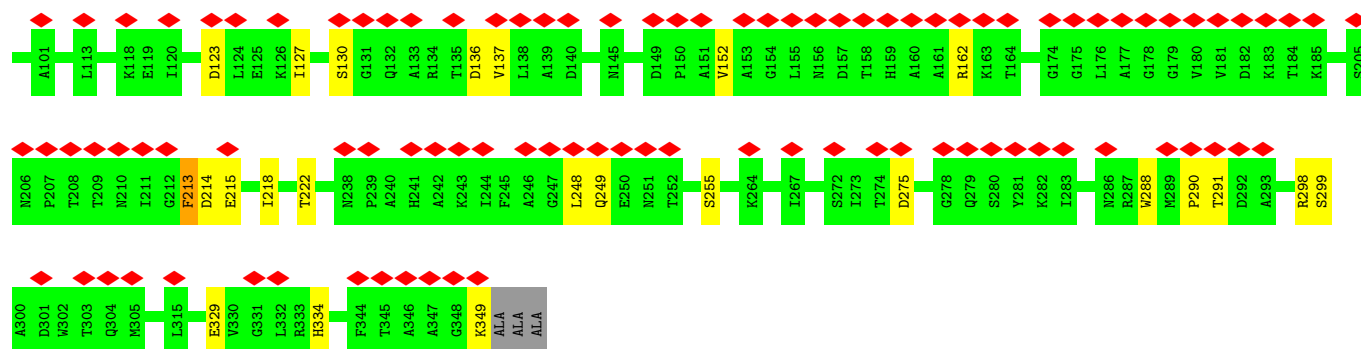 A101 L113 K118 E119 I120 D123 L124 E125 K126 I127 S130 G131 Q132 A133 R134 T135 D136 V137 L138 A139 D140 N145 D149 P150 A151 V152 A153 G154 L155 N156 D157 T158 H159 A160 A161 R162 K163 T164 G174 G175 L176 A177 G178 G179 V180 V181 D182 K183 T184 K185 S205
N206 P207 T208 T209 N210 I211 G212 F213 D214 E215 I218 T222 N238 P239 A240 H241 A242 K243 I244 F245 A246 G247 L248 Q249 E250 N251 T252 S255 K264 I267 S272 I273 T274 D275 G278 Q279 S280 Y281 K282 I283 N286 R287 W288 M289 P290 T291 D292 A293 R298 S299
A300 D301 W302 T303 Q304 M305 L315 E329 V330 G331 L332 R333 H334 F344 T345 A346 A347 G348 K349 ALA ALA ALA